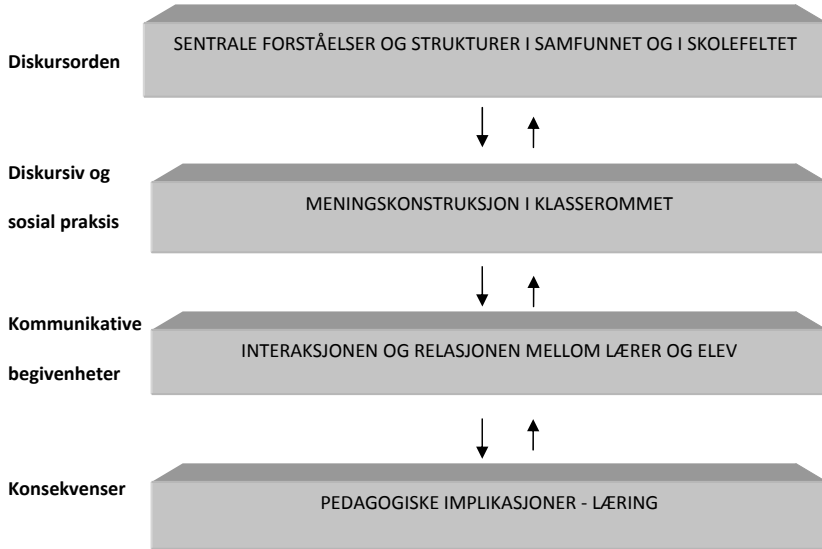 Diskursorden
SENTRALE FORSTÅELSER OG STRUKTURER I SAMFUNNET OG I SKOLEFELTET
Diskursiv og
sosial praksis
MENINGSKONSTRUKSJON I KLASSEROMMET
Kommunikative
begivenheter
INTERAKSJONEN OG RELASJONEN MELLOM LÆRER OG ELEV
Konsekvenser
PEDAGOGISKE IMPLIKASJONER - LÆRING